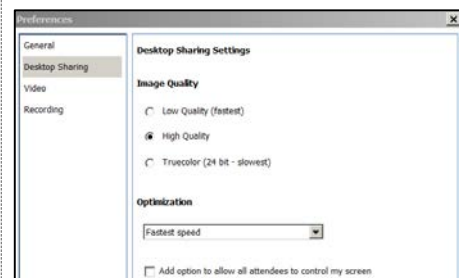 Preferences
General
Desktop Sharing
Video
Recording
Desktop Sharing Settings
Image Quality
Low Quality (fastest)
High Quality
Truecolor (24 bit - slowest)
Optimization
Fastest speed
Add option to allow all attendees to control my screen